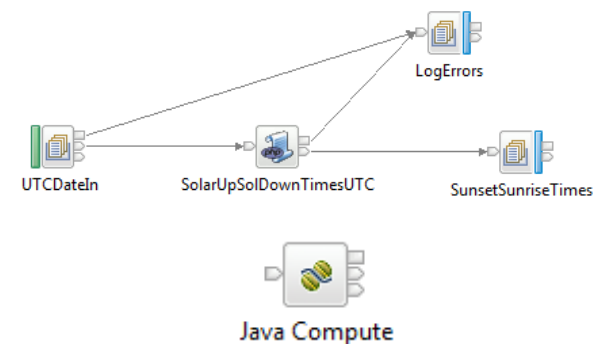 LogErrors
UTCDateIn
SolarUpSolDownTimesUTC
SunsetSunriseTimes
Java Compute